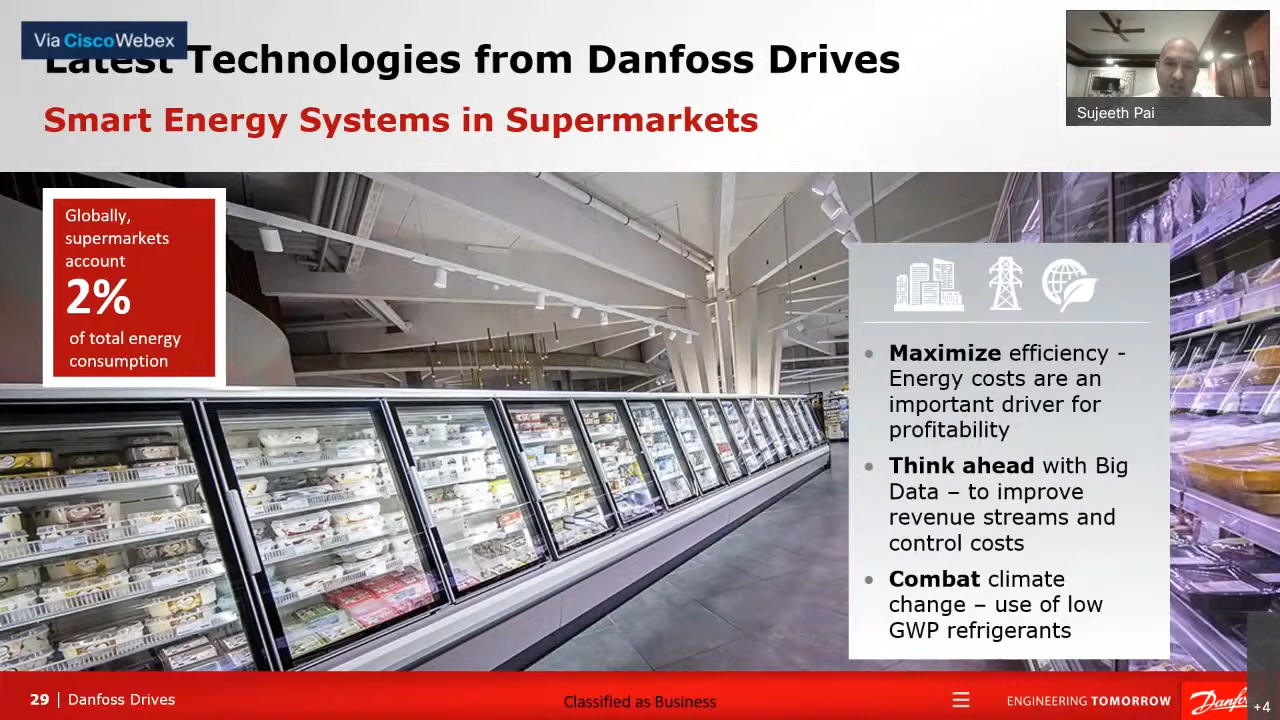 Via CiscoWebex
Latest Technologies from Danfoss Drives
Smart Energy Systems in Supermarkets
Sujeeth Pai
Globally,
supermarkets
account
2%
of total energy
consumption
• Maximize efficiency -
Energy costs are an
important driver for
profitability
• Think ahead with Big
Data – to improve
revenue streams and
control costs
• Combat climate
change – use of low
GWP refrigerants
29 | Danfoss Drives
Classified as Business
ENGINEERING TOMORROW
Danfoss
+4